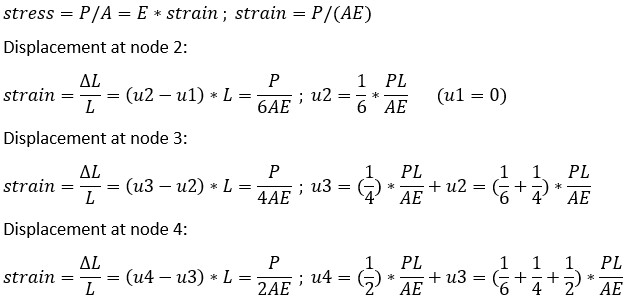 stress = P/A = E ∗ strain ; strain = P/(AE)
Displacement at node 2:
strain = ΔL/L = (u2 − u1) ∗ L = P/6AE ; u2 = 1/6 ∗ PL/AE (u1 = 0)
Displacement at node 3:
strain = ΔL/L = (u3 − u2) ∗ L = P/4AE ; u3 = (1/4) ∗ PL/AE + u2 = (1/6 + 1/4) ∗ PL/AE
Displacement at node 4:
strain = ΔL/L = (u4 − u3) ∗ L = P/2AE ; u4 = (1/2) ∗ PL/AE + u3 = (1/6 + 1/4 + 1/2) ∗ PL/AE